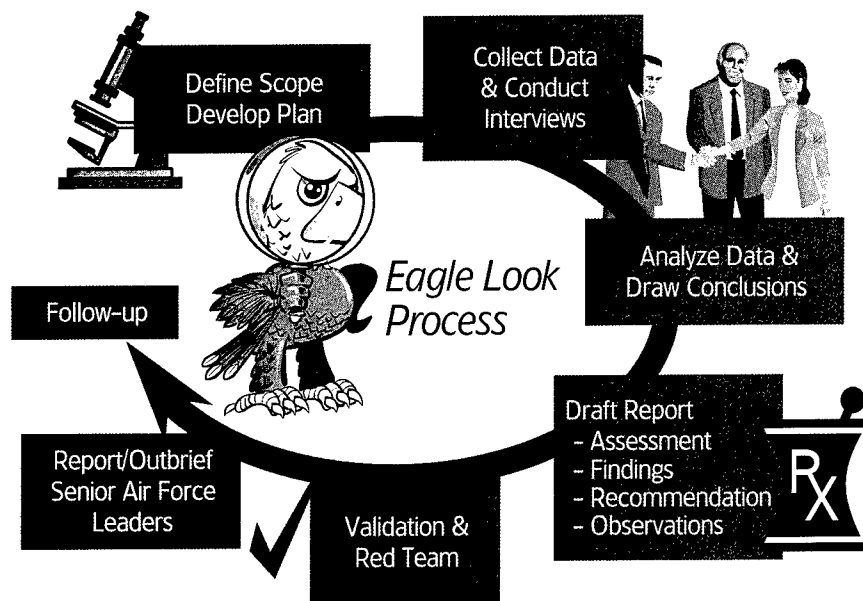 Define Scope
Develop Plan
Collect Data
& Conduct
Interviews
Analyze Data &
Draw Conclusions
Eagle Look
Process
Follow-up
Draft Report
- Assessment
- Findings
- Recommendation
- Observations
RX
Validation &
Red Team
Report/Outbrief
Senior Air Force
Leaders